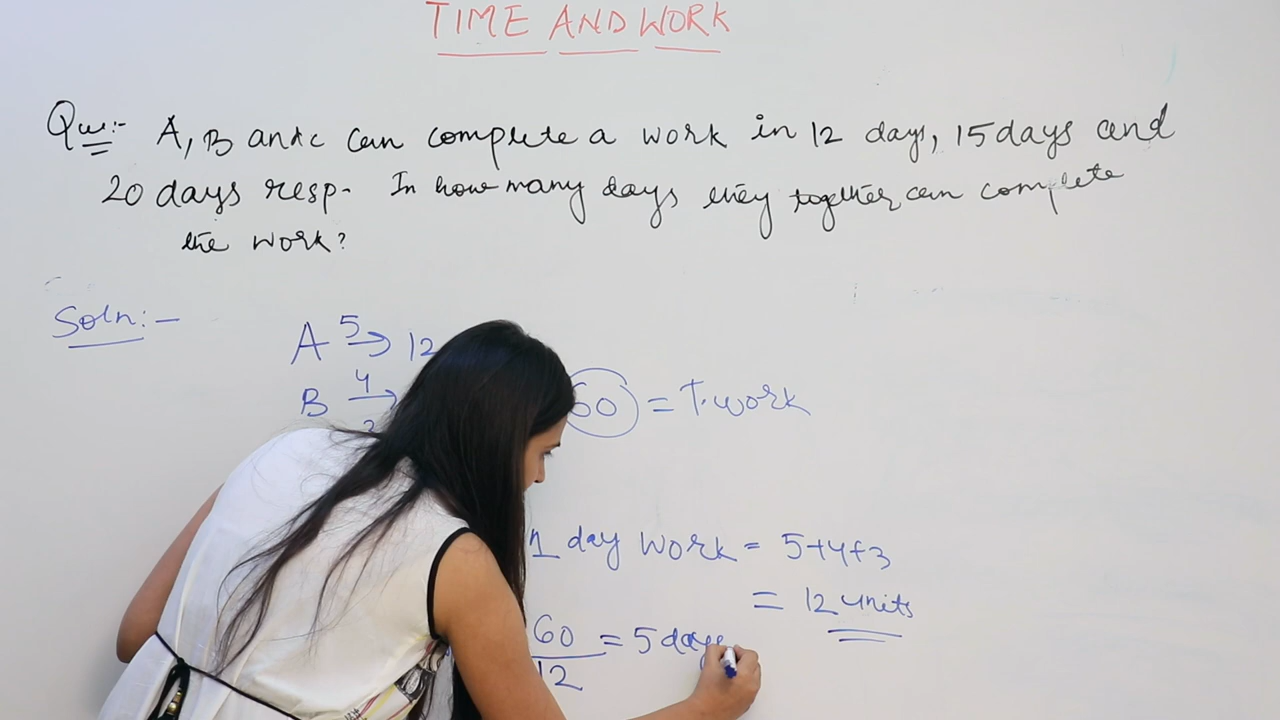 TIME AND WORK
Que:- A, B and c can complete a work in 12 days, 15 days and
20 days resp. In how many days they together can complete
the work?
Soln:-
A 5→ 12
B 4→
60 = T.work
3
1 day work = 5+4+3
= 12 units
60/12 = 5 days